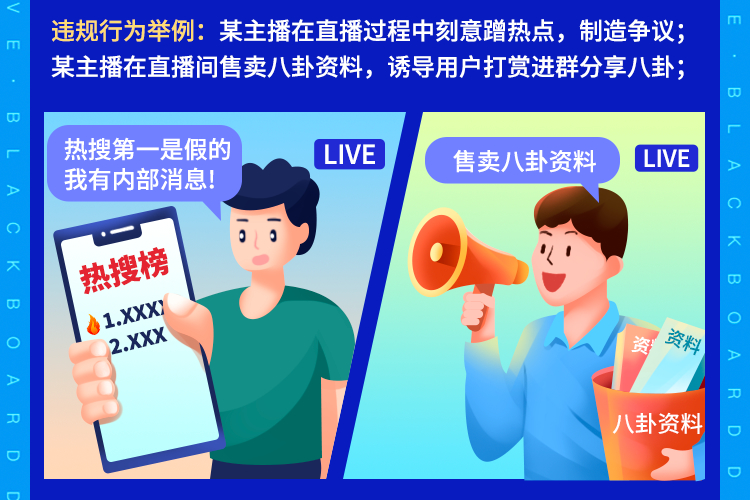 违规行为举例：某主播在直播过程中刻意蹭热点，制造争议；
某主播在直播间售卖八卦资料，诱导用户打赏进群分享八卦；
热搜第一是假的
我有内部消息!
LIVE
热搜榜
1.XXXX
2.XXX
售卖八卦资料
LIVE
资料
资料
八卦资料
VE·BLACKBOARDD
E·BLACKBOARDD